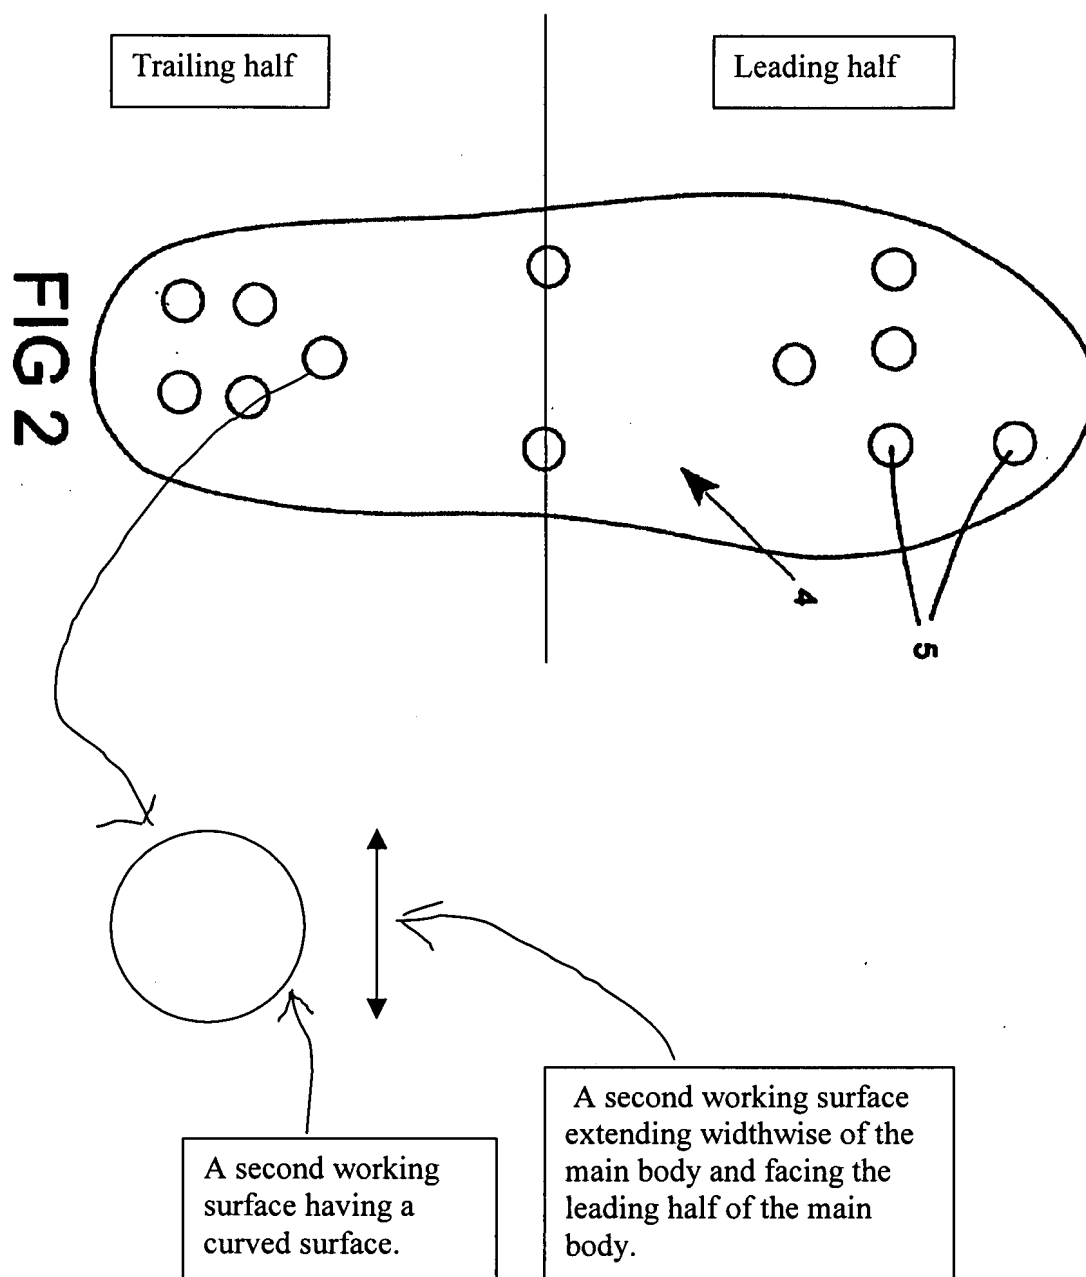 Trailing half
Leading half
FIG 2
4
5
A second working surface
extending widthwise of the
main body and facing the
leading half of the main
body.
A second working
surface having a
curved surface.